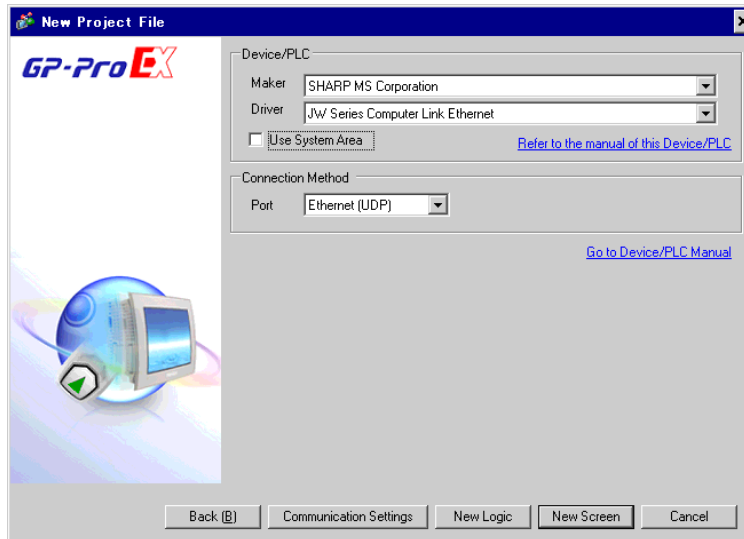 New Project File
GP-Pro EX
Device/PLC
Maker SHARP MS Corporation
Driver JW Series Computer Link Ethernet
Use System Area Refer to the manual of this Device/PLC
Connection Method
Port Ethernet (UDP)
Go to Device/PLC Manual
Back (B) Communication Settings New Logic New Screen Cancel